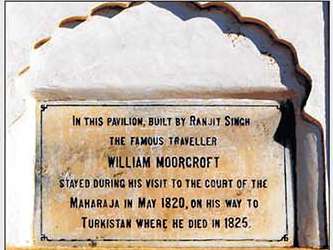 IN THIS PAVILION, BUILT BY RANJIT SINGH
THE FAMOUS TRAVELLER
WILLIAM MOORCROFT
STAYED DURING HIS VISIT TO THE COURT OF THE
MAHARAJA IN MAY 1820, ON HIS WAY TO
TURKISTAN WHERE HE DIED IN 1825.